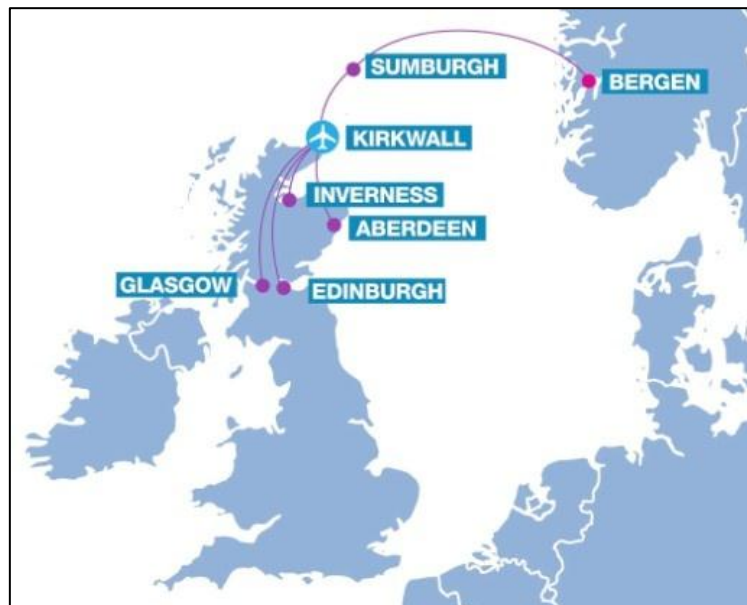 SUMBURGH
BERGEN
KIRKWALL
INVERNESS
ABERDEEN
GLASGOW
EDINBURGH